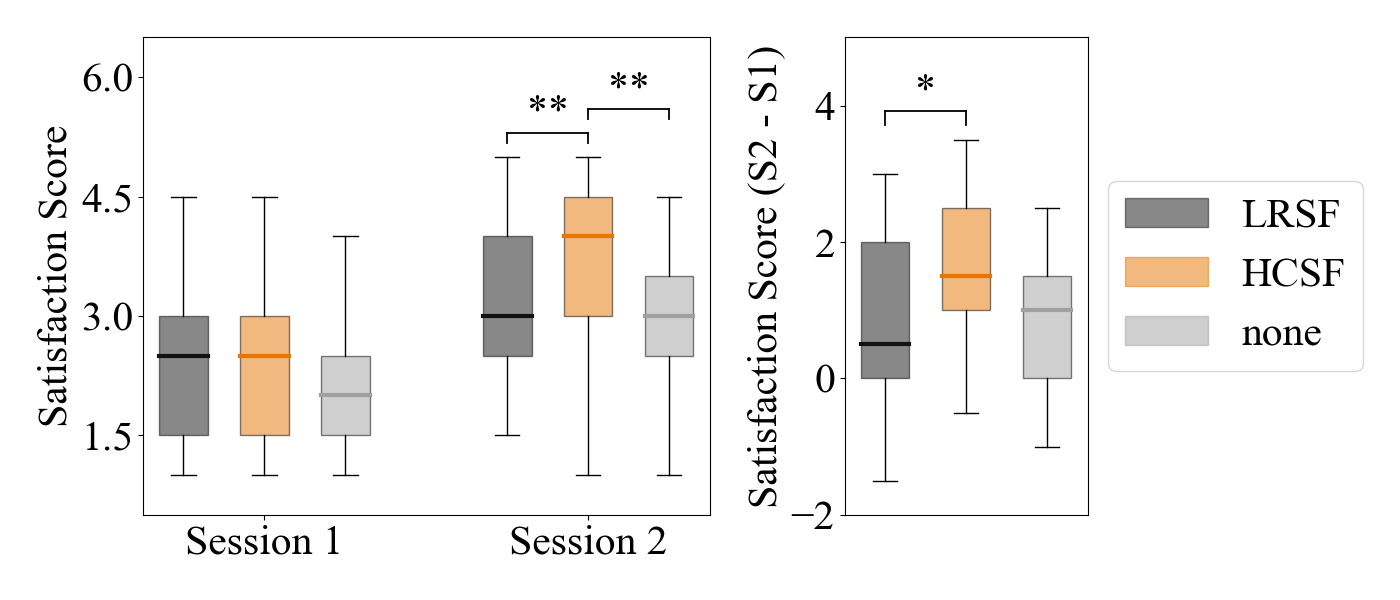 Satisfaction Score
6.0
4.5
3.0
1.5
**
**
Session 1
Session 2
Satisfaction Score (S2 - S1)
4
2
0
−2
*
LRSF
HCSF
none